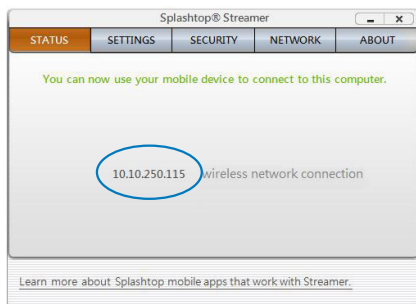 Splashtop® Streamer
STATUS SETTINGS SECURITY NETWORK ABOUT
You can now use your mobile device to connect to this computer.
10.10.250.115 wireless network connection
Learn more about Splashtop mobile apps that work with Streamer.